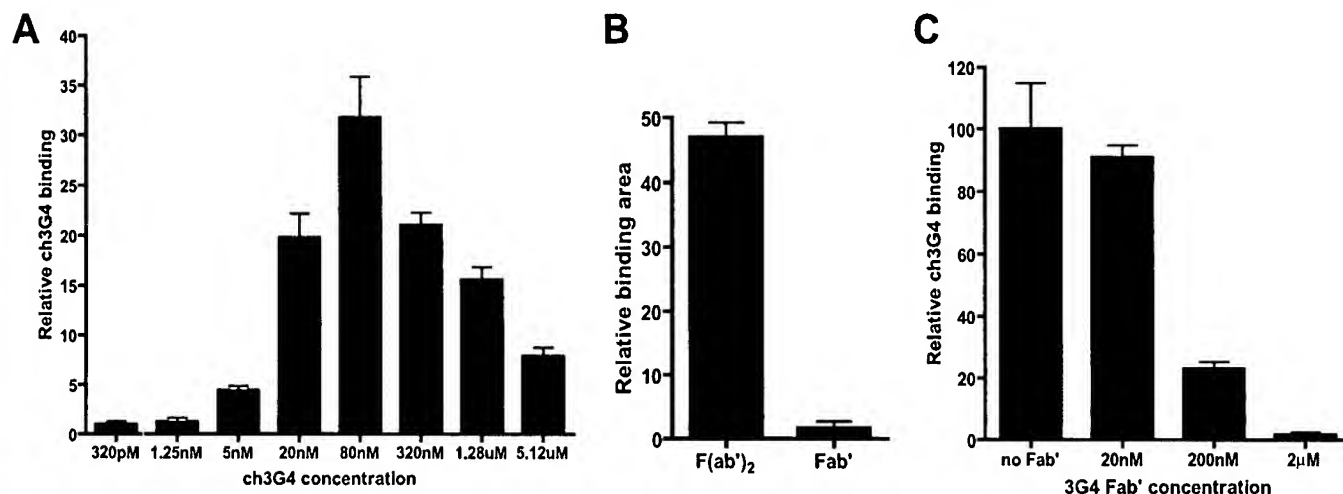 A
Relative ch3G4 binding
40
35
30
25
20
15
10
5
0
320pM 1.25nM 5nM 20nM 80nM 320nM 1.28uM 5.12uM
ch3G4 concentration
B
Relative binding area
50
40
30
20
10
0
F(ab')2 Fab'
C
Relative ch3G4 binding
120
100
80
60
40
20
0
no Fab' 20nM 200nM 2μM
3G4 Fab' concentration